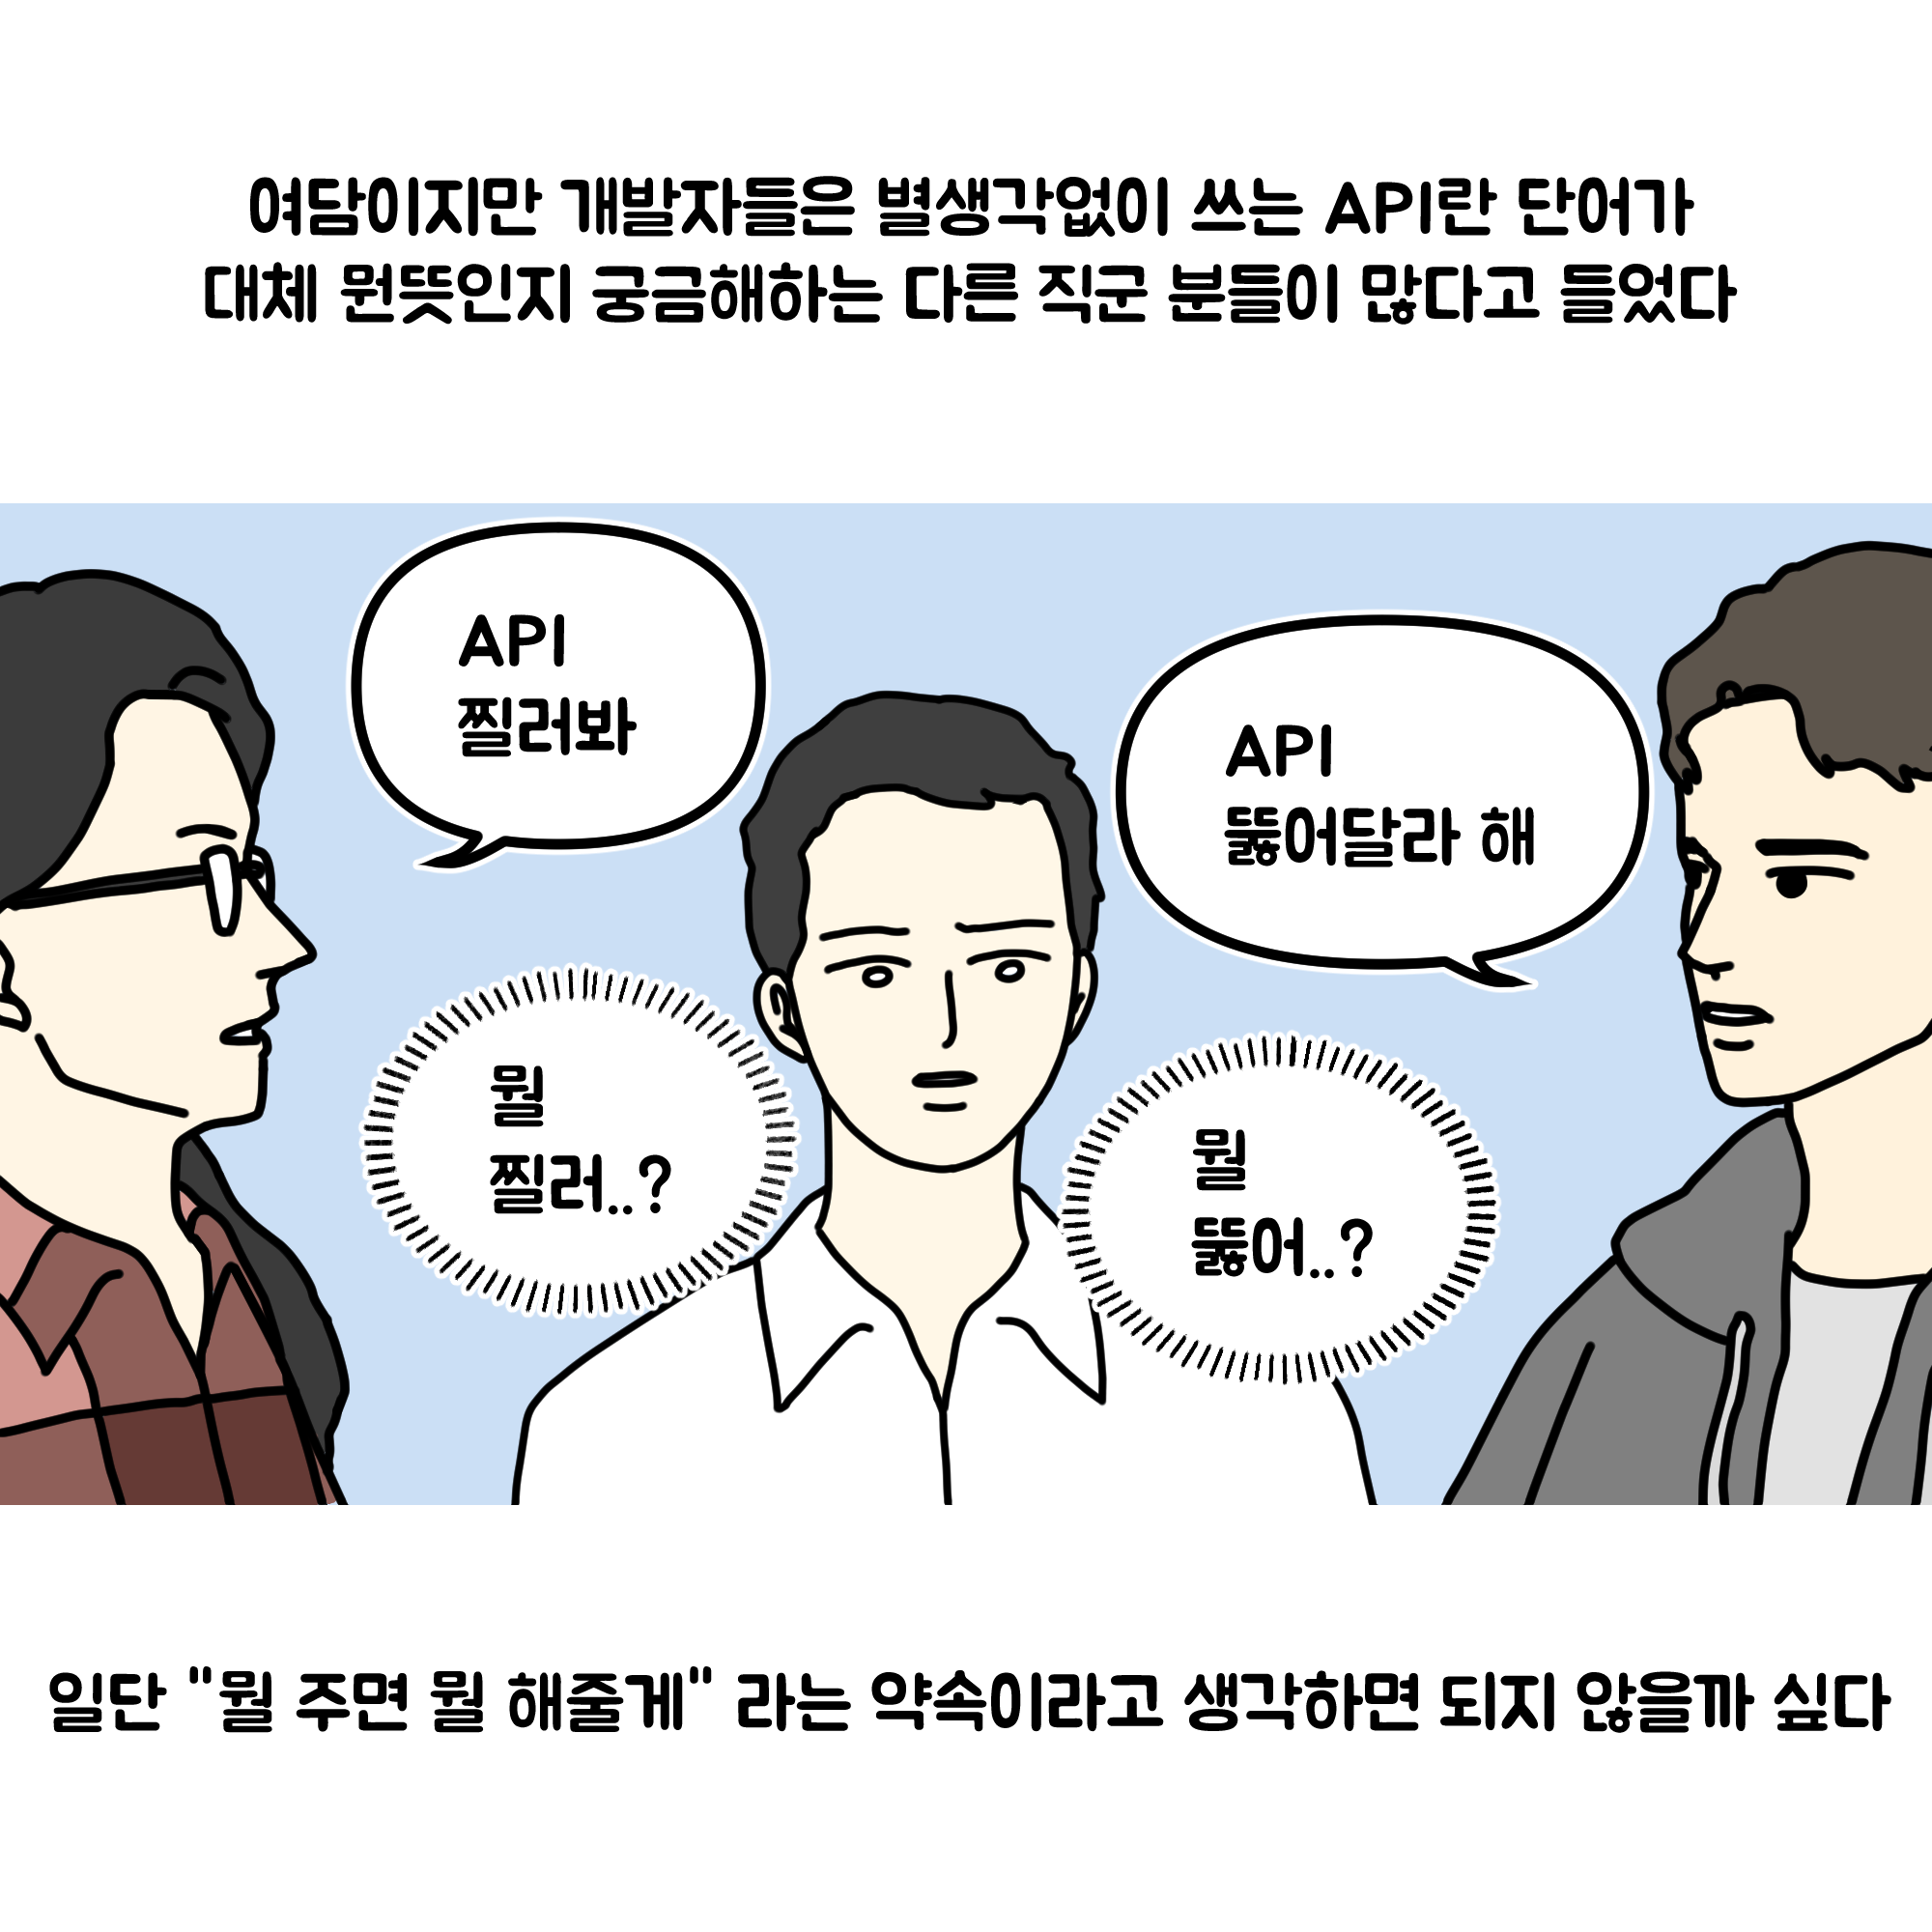 여담이지만 개발자들은 별생각없이 쓰는 API란 단어가
대체 뭔뜻인지 궁금해하는 다른 직군 분들이 많다고 들었다
API
찔러봐
API
뚫어달라 해
뭘
찔러..?
뭘
뚫어..?
일단 "뭘 주면 뭘 해줄게" 라는 약속이라고 생각하면 되지 않을까 싶다